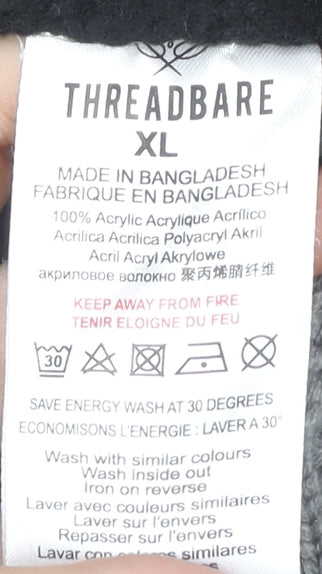 THREADBARE
XL
MADE IN BANGLADESH
FABRIQUE EN BANGLADESH
100% Acrylic Acrylique Acrílico
Acrilica Acrilica Polyacryl Akril
Acril Acryl Akrylowe
акриловое волокно 聚丙烯腈纤维
KEEP AWAY FROM FIRE
TENIR ELOIGNE DU FEU
30
SAVE ENERGY WASH AT 30 DEGREES
ECONOMISONS L'ENERGIE : LAVER A 30°
Wash with similar colours
Wash inside out
Iron on reverse
Laver avec couleurs similaires
Laver sur l'envers
Repasser sur l'envers
Lavar con similares